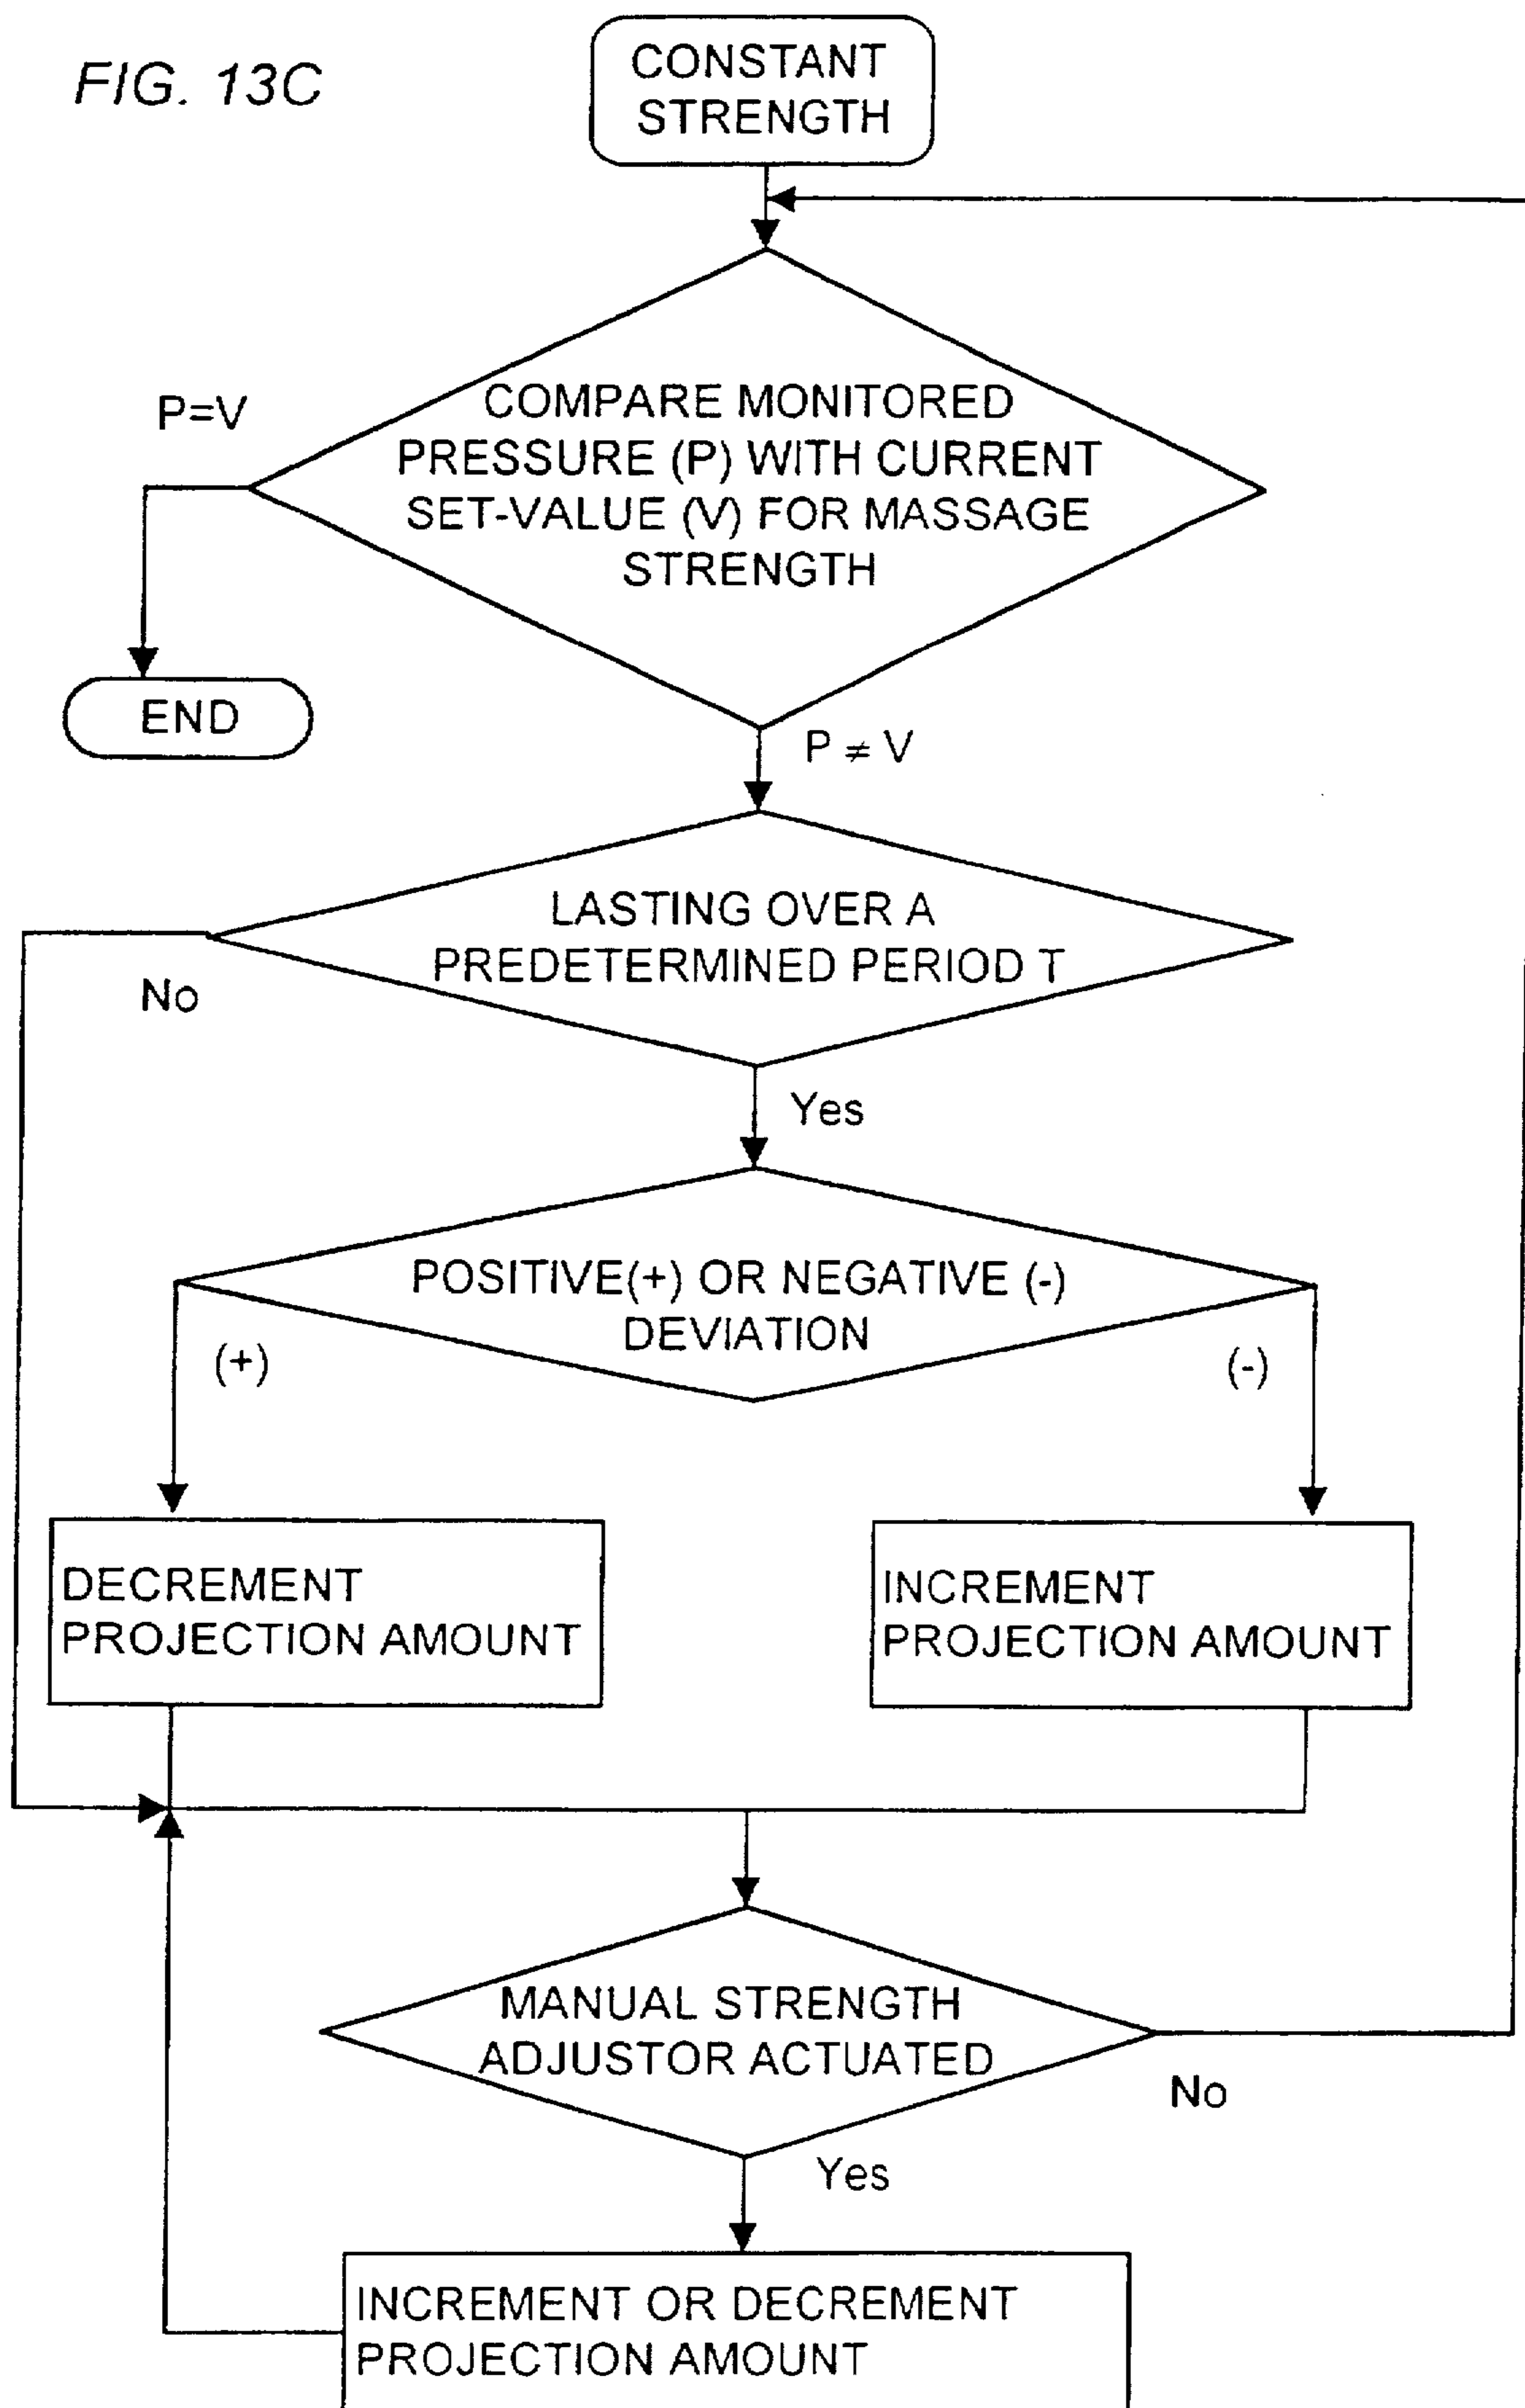 FIG. 13C
CONSTANT
STRENGTH
P=V
COMPARE MONITORED
PRESSURE (P) WITH CURRENT
SET-VALUE (V) FOR MASSAGE
STRENGTH
END
P ≠ V
LASTING OVER A
PREDETERMINED PERIOD T
No
Yes
POSITIVE(+) OR NEGATIVE (-)
DEVIATION
(+)
(-)
DECREMENT
PROJECTION AMOUNT
INCREMENT
PROJECTION AMOUNT
MANUAL STRENGTH
ADJUSTOR ACTUATED
No
Yes
INCREMENT OR DECREMENT
PROJECTION AMOUNT